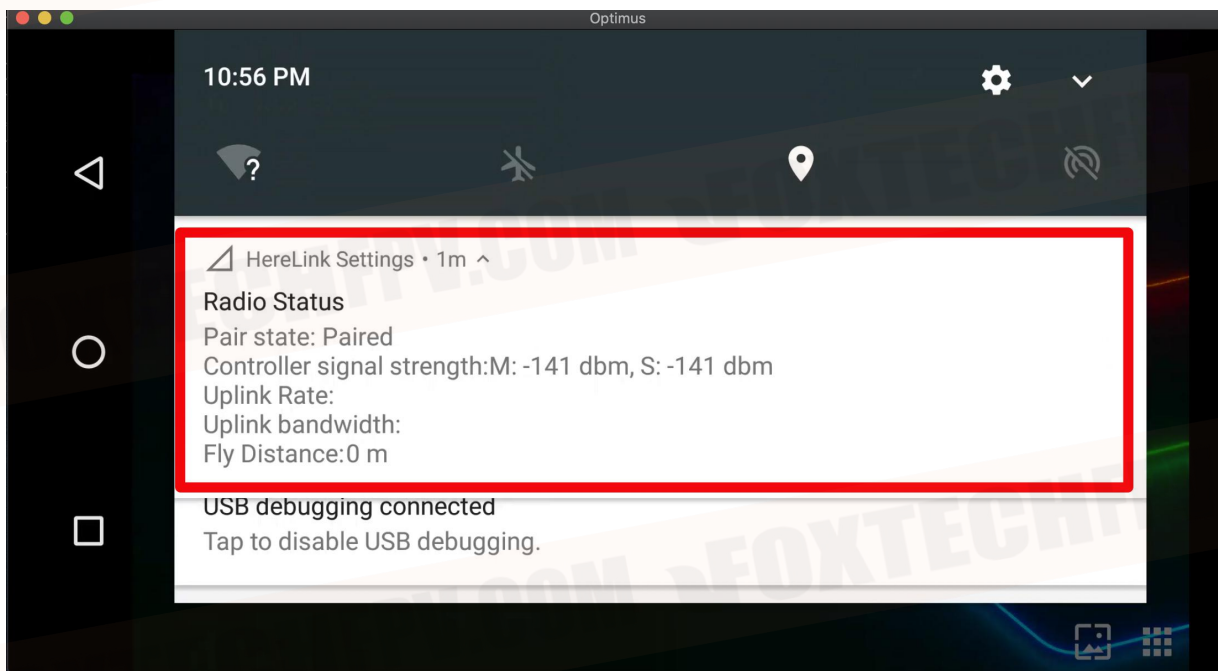 Optimus
10:56 PM
?
HereLink Settings • 1m
Radio Status
Pair state: Paired
Controller signal strength:M: -141 dbm, S: -141 dbm
Uplink Rate:
Uplink bandwidth:
Fly Distance:0 m
USB debugging connected
Tap to disable USB debugging.